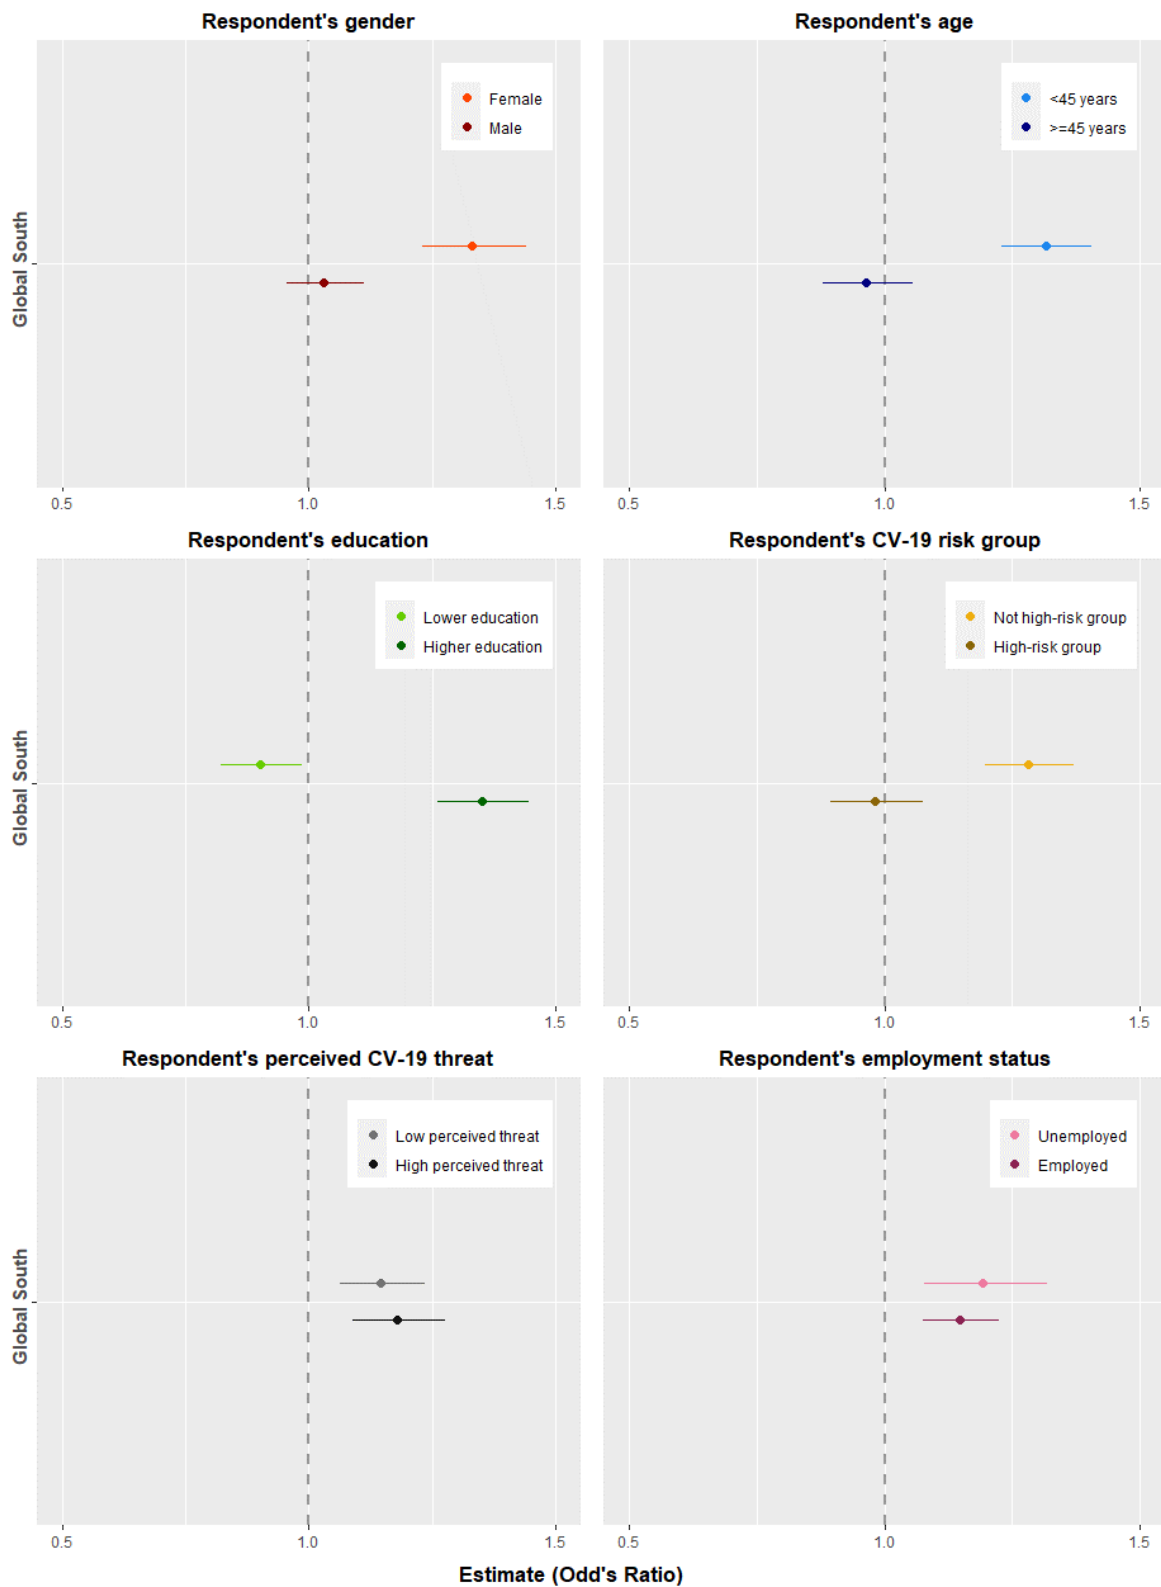 Respondent's gender
Respondent's age
Female
Male
<45 years
>=45 years
Global South
0.5 1.0 1.5
0.5 1.0 1.5
Respondent's education
Respondent's CV-19 risk group
Lower education
Higher education
Not high-risk group
High-risk group
Global South
0.5 1.0 1.5
0.5 1.0 1.5
Respondent's perceived CV-19 threat
Respondent's employment status
Low perceived threat
High perceived threat
Unemployed
Employed
Global South
0.5 1.0 1.5
0.5 1.0 1.5
Estimate (Odd's Ratio)